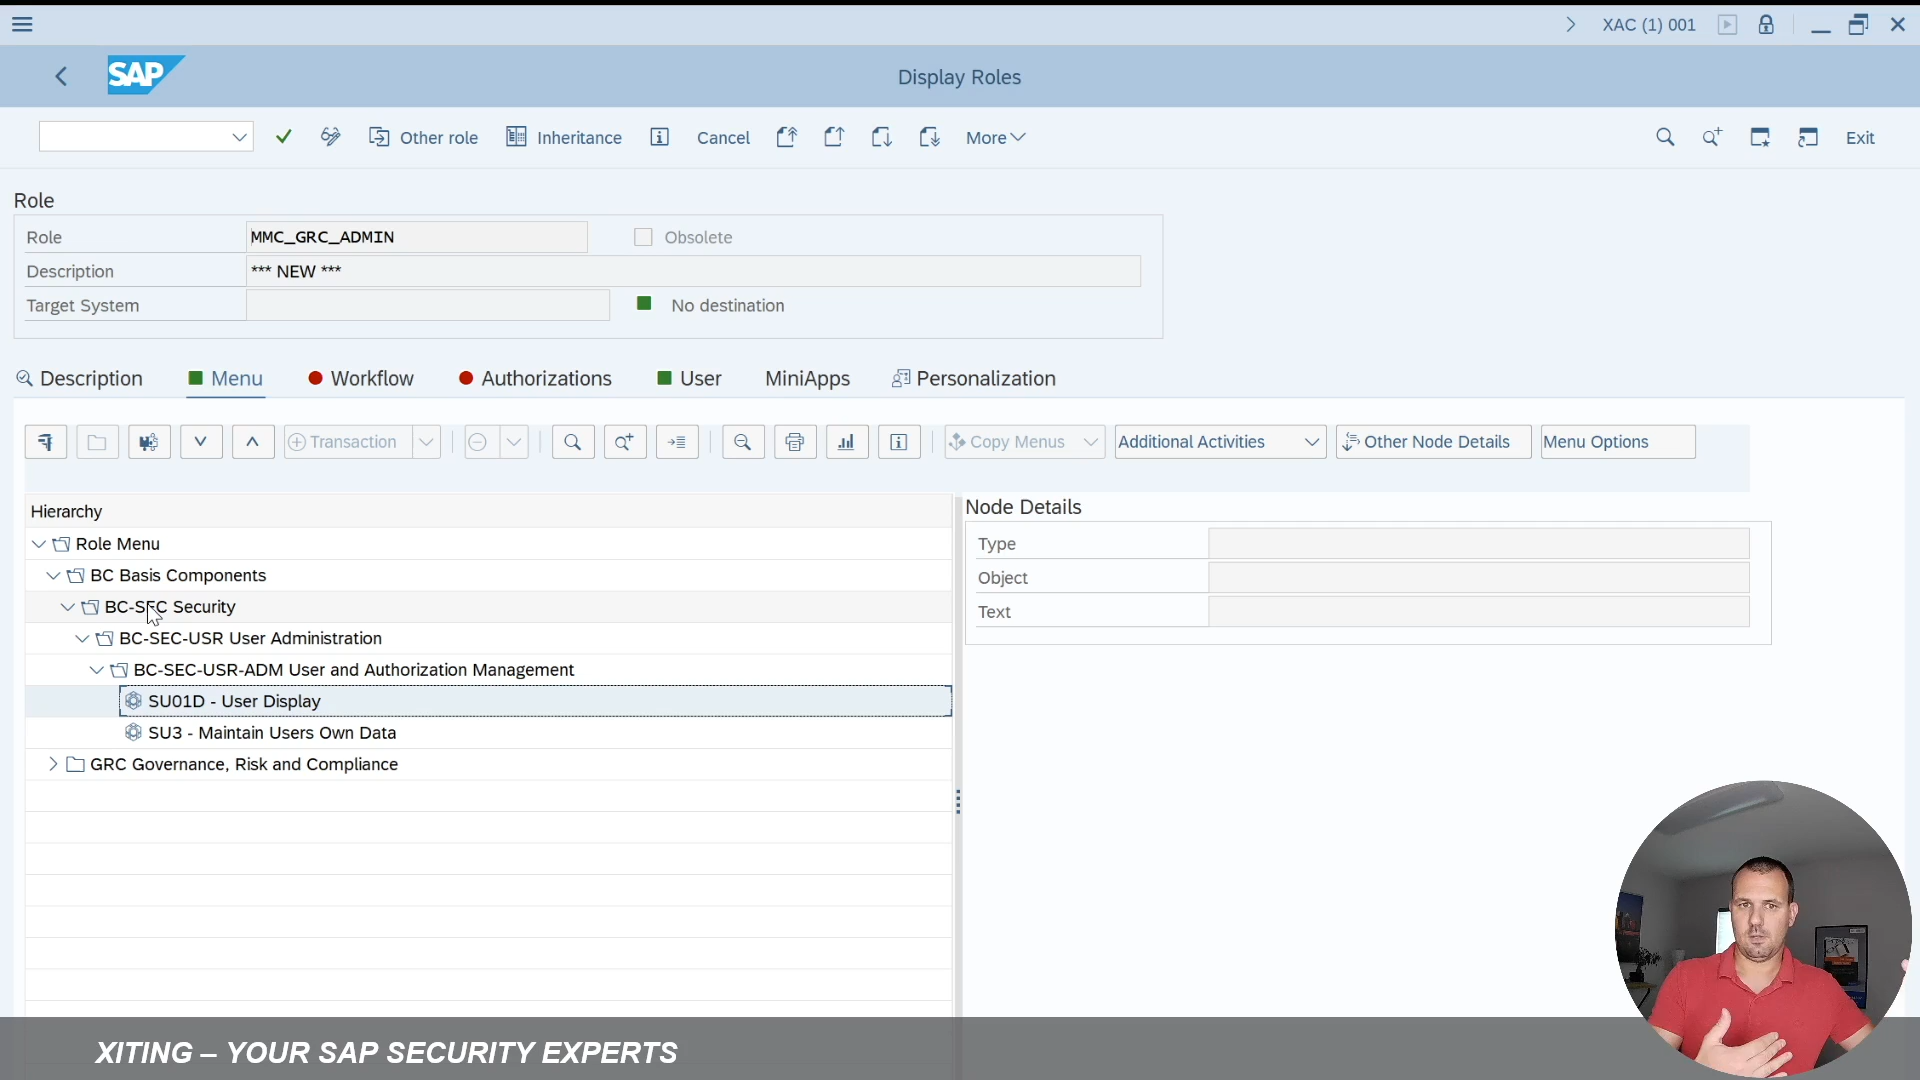 XAC (1) 001
SAP
Display Roles
Other role
Inheritance
Cancel
More
Exit
Role
Role
MMC_GRC_ADMIN
Obsolete
Description
*** NEW ***
Target System
No destination
Description
Menu
Workflow
Authorizations
User
MiniApps
Personalization
Transaction
Copy Menus
Additional Activities
Other Node Details
Menu Options
Hierarchy
Role Menu
BC Basis Components
BC-SEC Security
BC-SEC-USR User Administration
BC-SEC-USR-ADM User and Authorization Management
SU01D - User Display
SU3 - Maintain Users Own Data
GRC Governance, Risk and Compliance
Node Details
Type
Object
Text
XITING – YOUR SAP SECURITY EXPERTS